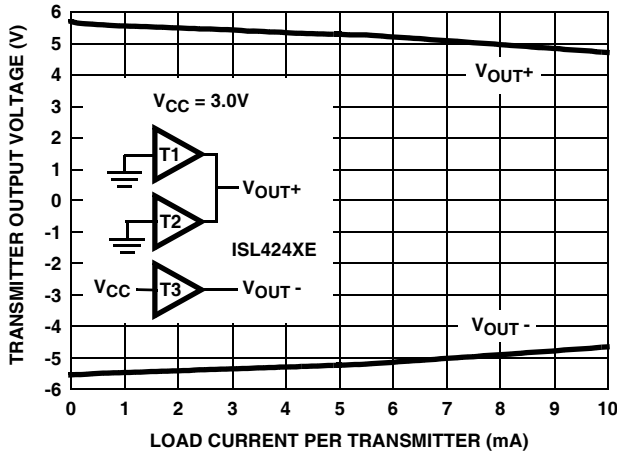 TRANSMITTER OUTPUT VOLTAGE (V)
6
5
4
3
2
1
0
-1
-2
-3
-4
-5
-6
VOUT+
VCC = 3.0V
T1
VOUT+
T2
ISL424XE
VCC
T3
VOUT -
VOUT -
0 1 2 3 4 5 6 7 8 9 10
LOAD CURRENT PER TRANSMITTER (mA)